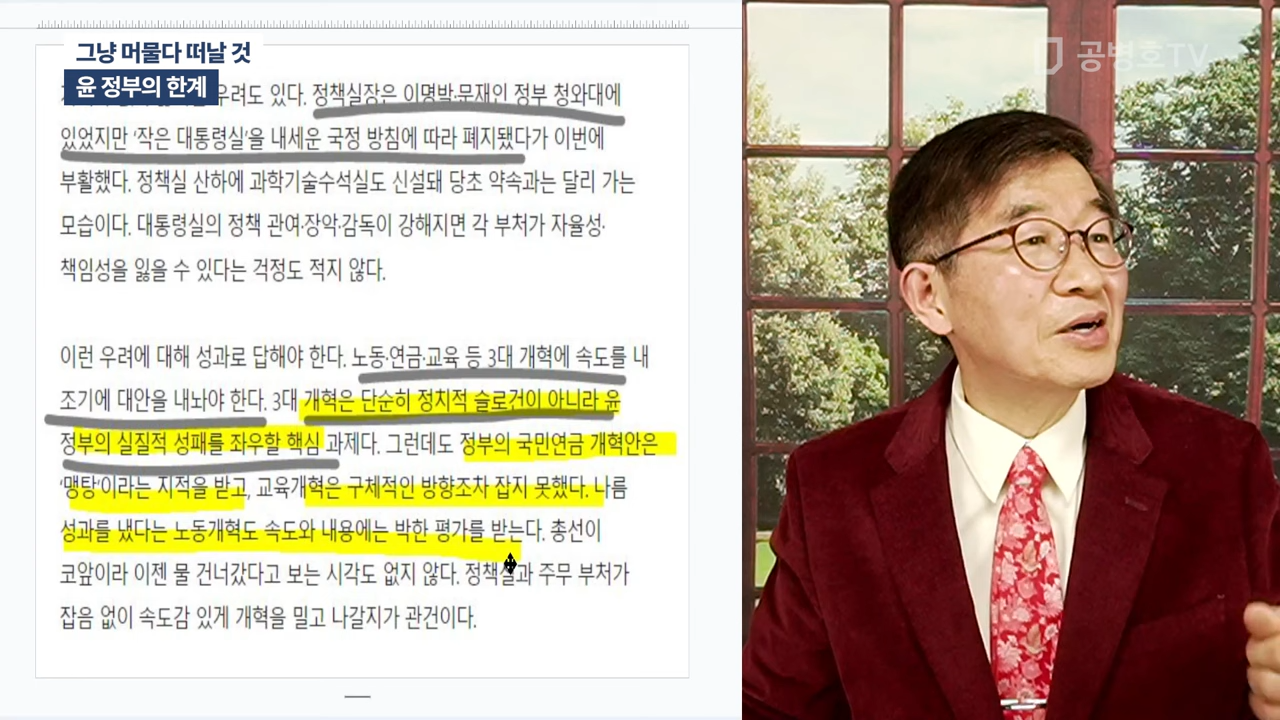 그냥 머물다 떠날 것
윤 정부의 한계
우려도 있다. 정책실장은 이명박·문재인 정부 청와대에
있었지만 ‘작은 대통령실’을 내세운 국정 방침에 따라 폐지됐다가 이번에
부활했다. 정책실 산하에 과학기술수석실도 신설돼 당초 약속과는 달리 가는
모습이다. 대통령실의 정책 관여·장악·감독이 강해지면 각 부처가 자율성·
책임성을 잃을 수 있다는 걱정도 적지 않다.
이런 우려에 대해 성과로 답해야 한다. 노동·연금·교육 등 3대 개혁에 속도를 내
조기에 대안을 내놔야 한다. 3대 개혁은 단순히 정치적 슬로건이 아니라 윤
정부의 실질적 성패를 좌우할 핵심 과제다. 그런데도 정부의 국민연금 개혁안은
‘맹탕’이라는 지적을 받고, 교육개혁은 구체적인 방향조차 잡지 못했다. 나름
성과를 냈다는 노동개혁도 속도와 내용에는 박한 평가를 받는다. 총선이
코앞이라 이젠 물 건너갔다고 보는 시각도 없지 않다. 정책실과 주무 부처가
잡음 없이 속도감 있게 개혁을 밀고 나갈지가 관건이다.
공병호TV